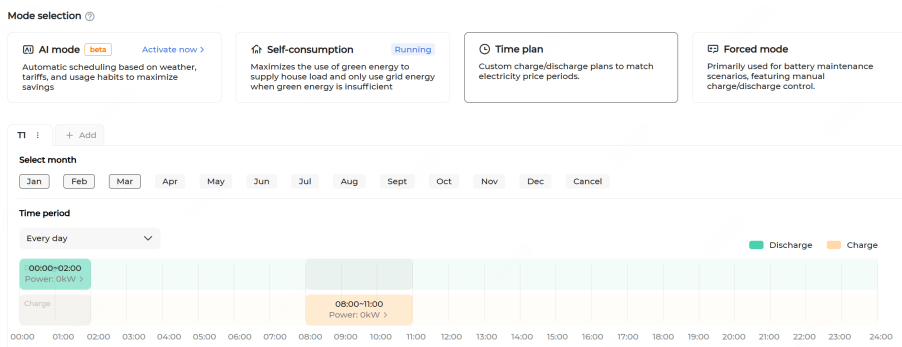 Mode selection ?
AI AI mode beta Activate now >
Automatic scheduling based on weather,
tariffs, and usage habits to maximize
savings
Self-consumption Running
Maximizes the use of green energy to
supply house load and only use grid energy
when green energy is insufficient
Time plan
Custom charge/discharge plans to match
electricity price periods.
Forced mode
Primarily used for battery maintenance
scenarios, featuring manual
charge/discharge control.
T1 + Add
Select month
Jan Feb Mar Apr May Jun Jul Aug Sept Oct Nov Dec Cancel
Time period
Every day
Discharge Charge
00:00~02:00
Power: 0kW >
Charge
08:00~11:00
Power: 0kW >
00:00 01:00 02:00 03:00 04:00 05:00 06:00 07:00 08:00 09:00 10:00 11:00 12:00 13:00 14:00 15:00 16:00 17:00 18:00 19:00 20:00 21:00 22:00 23:00 24:00